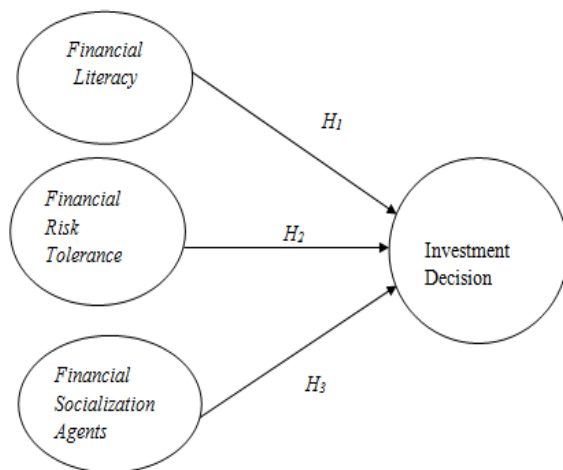 Financial
Literacy
H1
Financial
Risk
Tolerance
H2
Investment
Decision
Financial
Socialization
Agents
H3